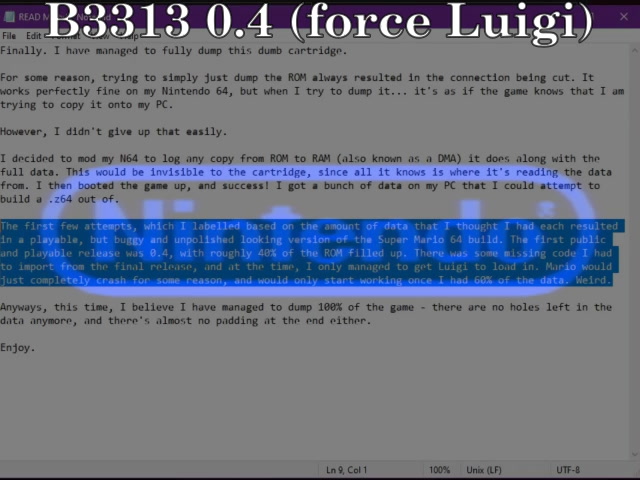 B3313 0.4 (force Luigi)
File Edit
Finally. I have managed to fully dump this dumb cartridge.
For some reason, trying to simply just dump the ROM always resulted in the connection being cut. It
works perfectly fine on my Nintendo 64, but when I try to dump it... it's as if the game knows that I am
trying to copy it onto my PC.
However, I didn't give up that easily.
I decided to mod my N64 to log any copy from ROM to RAM (also known as a DMA) it does along with the
full data. This would be invisible to the cartridge, since all it knows is where it's reading the data
from. I then booted the game up, and success! I got a bunch of data on my PC that I could attempt to
build a .z64 out of.
Nintendo®
The first few attempts, which I labelled based on the amount of data that I thought I had each resulted
in a playable, but buggy and unpolished looking version of the Super Mario 64 build. The first public
and playable release was 0.4, with roughly 40% of the ROM filled up. There was some missing code I had
to import from the final release, and at the time, I only managed to get Luigi to load in. Mario would
just completely crash for some reason, and would only start working once I had 60% of the data. Weird.
Anyways, this time, I believe I have managed to dump 100% of the game - there are no holes left in the
data anymore, and there's almost no padding at the end either.
Enjoy.
Ln 9, Col 1 100% Unix (LF) UTF-8